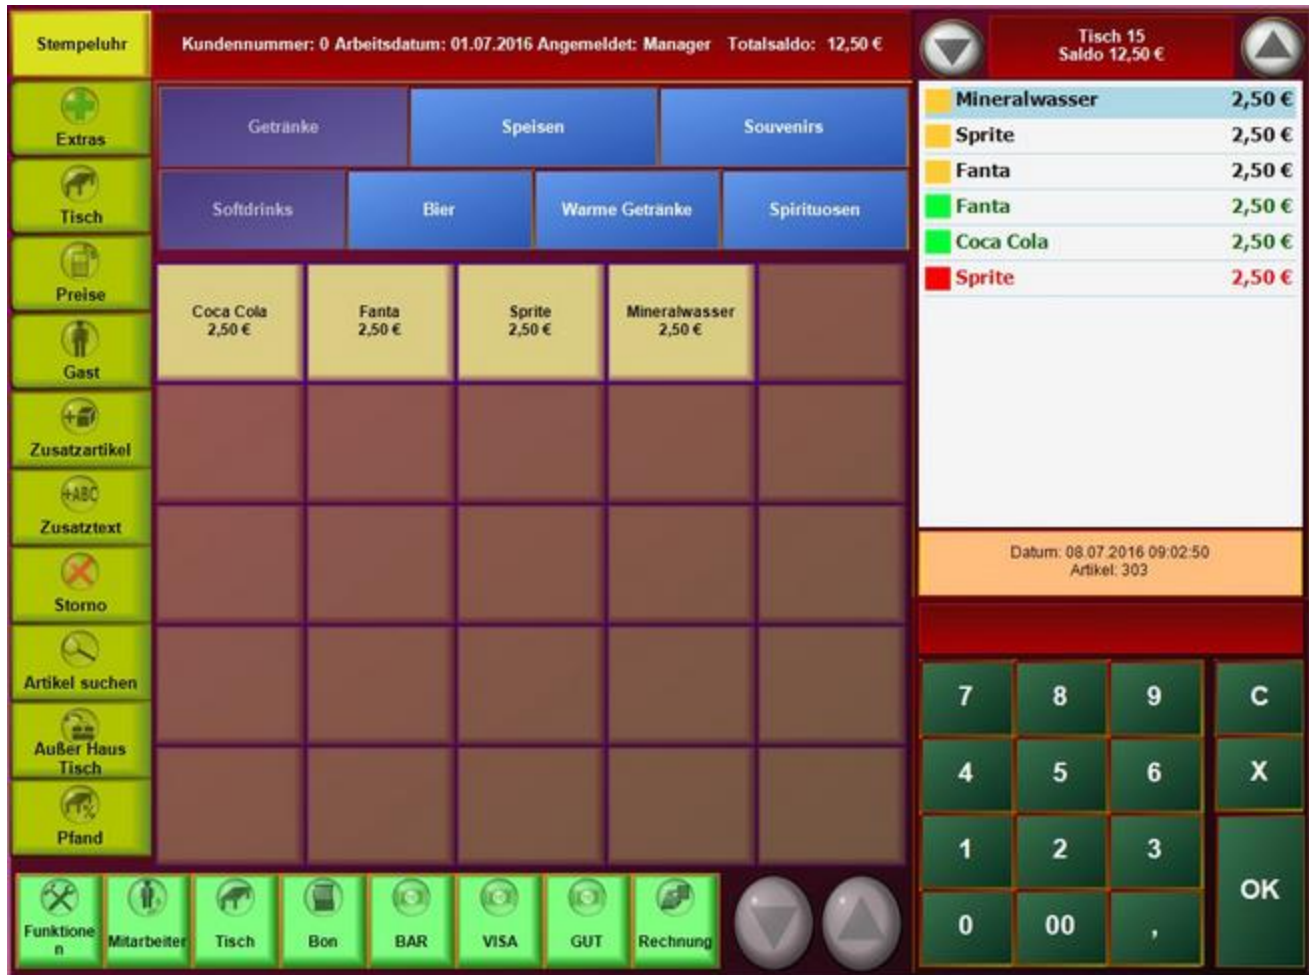 Stempeluhr
Kundennummer: 0 Arbeitsdatum: 01.07.2016 Angemeldet: Manager Totalsaldo: 12,50 €
Tisch 15
Saldo 12,50 €
Extras
Tisch
Preise
Gast
Zusatzartikel
+ABC
Zusatztext
Storno
Artikel suchen
Außer Haus
Tisch
Pfand
Getränke
Speisen
Souvenirs
Softdrinks
Bier
Warme Getränke
Spirituosen
Coca Cola
2,50 €
Fanta
2,50 €
Sprite
2,50 €
Mineralwasser
2,50 €
Mineralwasser 2,50 €
Sprite 2,50 €
Fanta 2,50 €
Fanta 2,50 €
Coca Cola 2,50 €
Sprite 2,50 €
Datum: 08.07.2016 09:02:50
Artikel: 303
7 8 9 C
4 5 6 X
1 2 3
OK
0 00 ,
Funktione
n
Mitarbeiter
Tisch
Bon
BAR
VISA
GUT
Rechnung